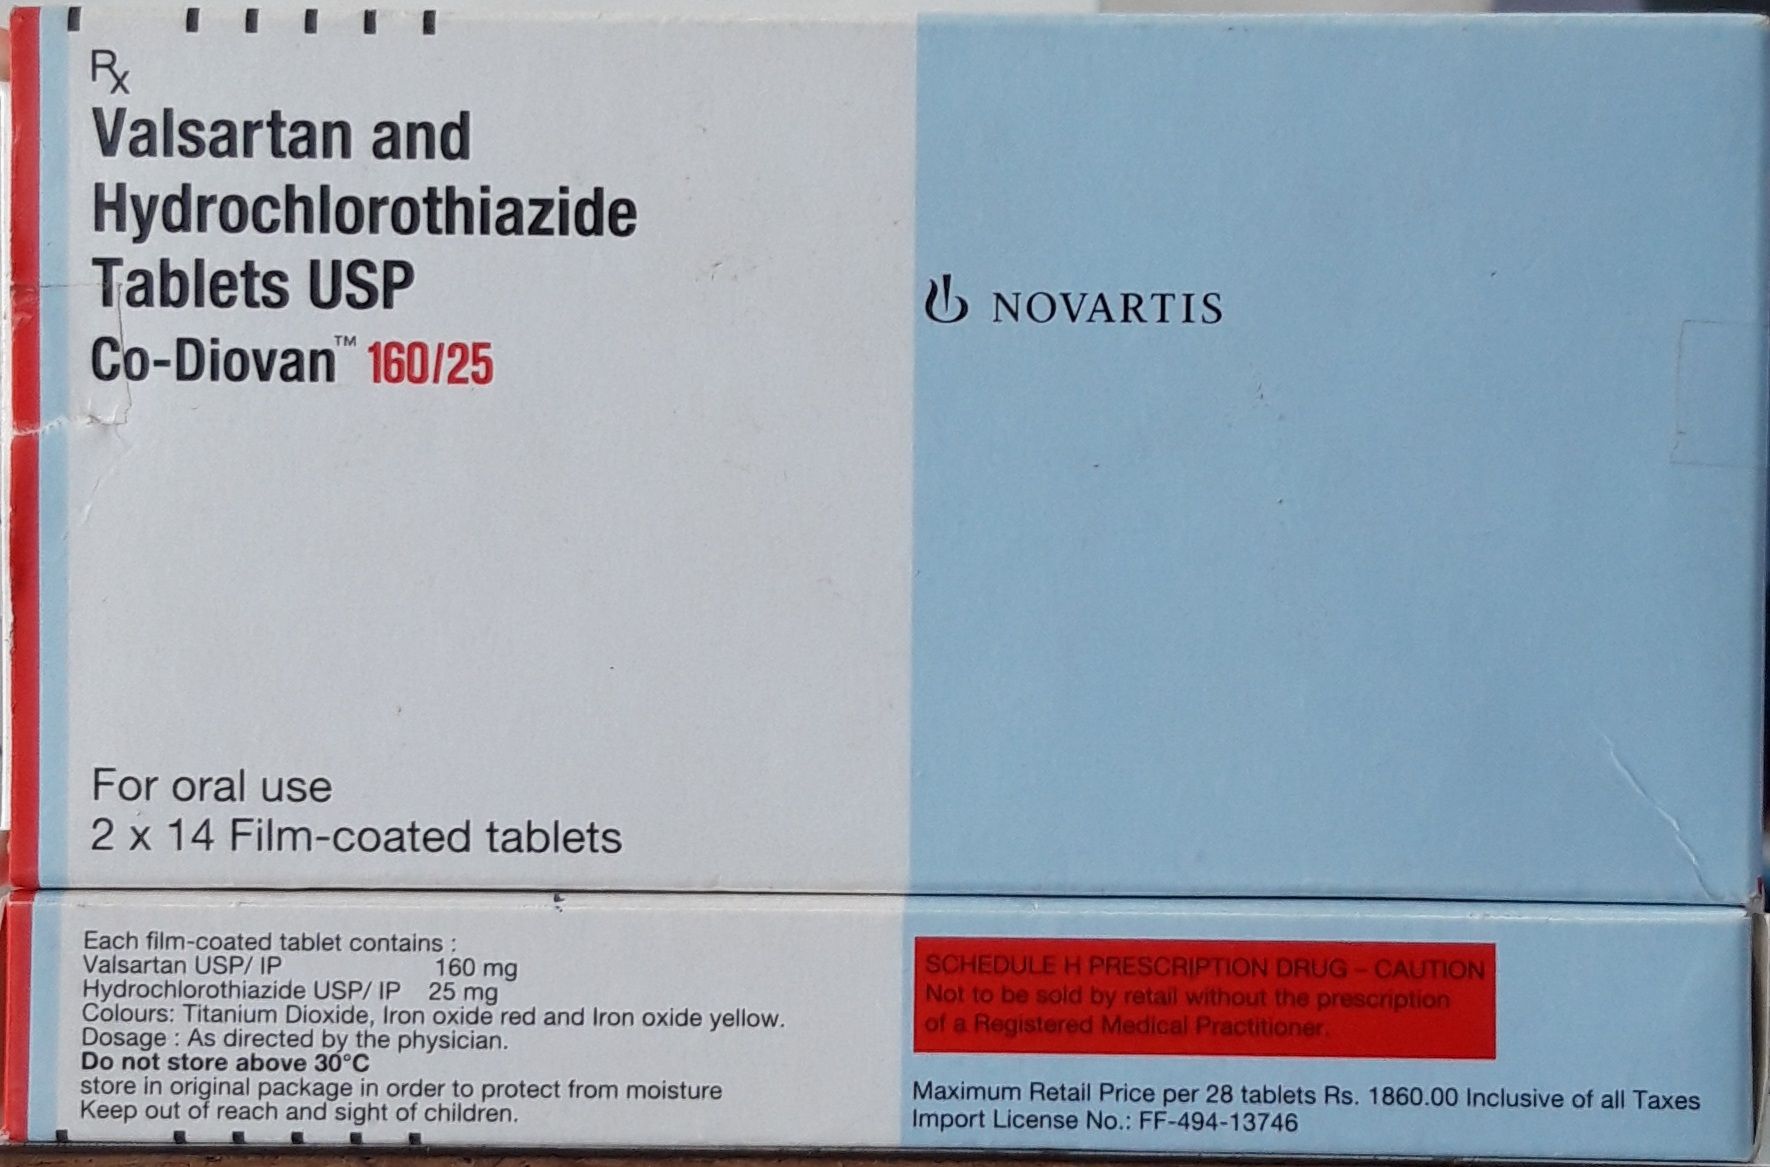 Rx
Valsartan and
Hydrochlorothiazide
Tablets USP
Co-Diovan™ 160/25
NOVARTIS
For oral use
2 x 14 Film-coated tablets
Each film-coated tablet contains :
Valsartan USP/ IP 160 mg
Hydrochlorothiazide USP/ IP 25 mg
Colours: Titanium Dioxide, Iron oxide red and Iron oxide yellow.
Dosage : As directed by the physician.
Do not store above 30°C
store in original package in order to protect from moisture
Keep out of reach and sight of children.
SCHEDULE H PRESCRIPTION DRUG – CAUTION
Not to be sold by retail without the prescription
of a Registered Medical Practitioner.
Maximum Retail Price per 28 tablets Rs. 1860.00 Inclusive of all Taxes
Import License No.: FF-494-13746